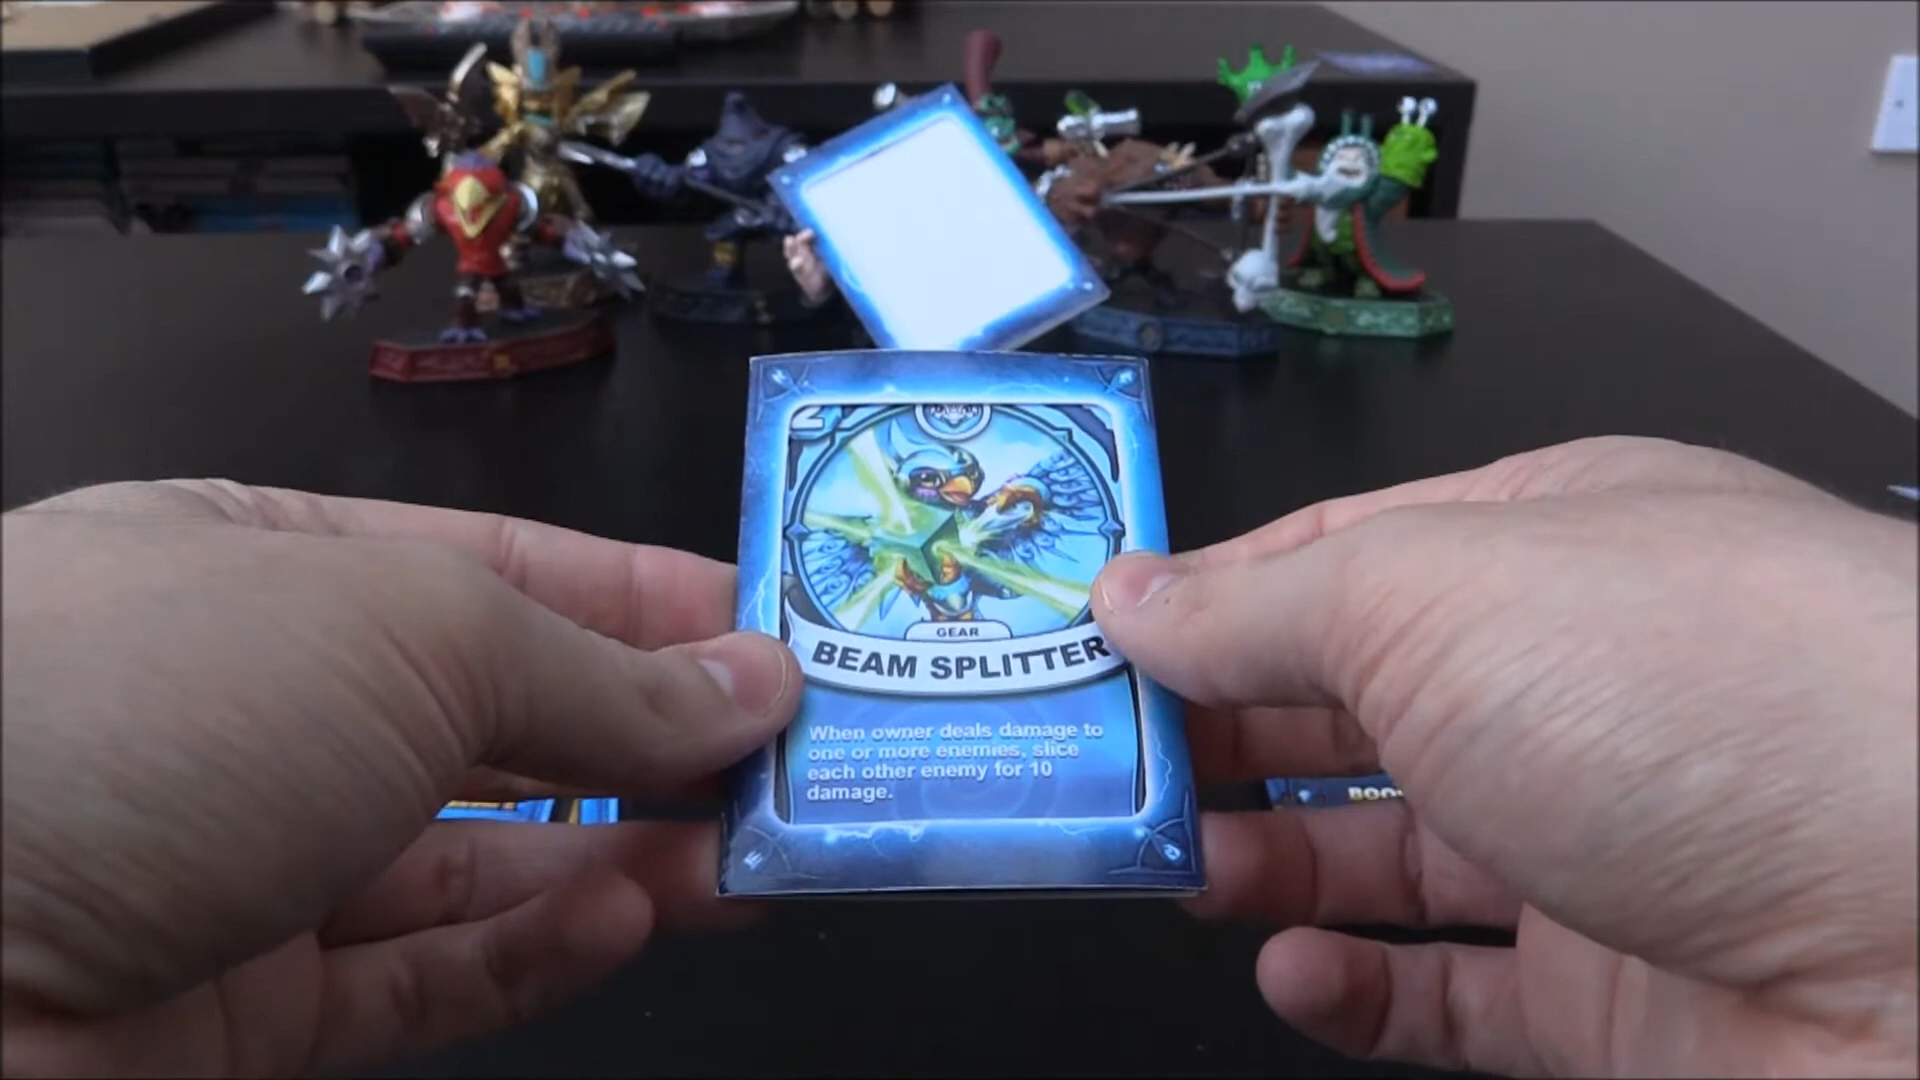 2
GEAR
BEAM SPLITTER
When owner deals damage to
one or more enemies, slice
each other enemy for 10
damage.